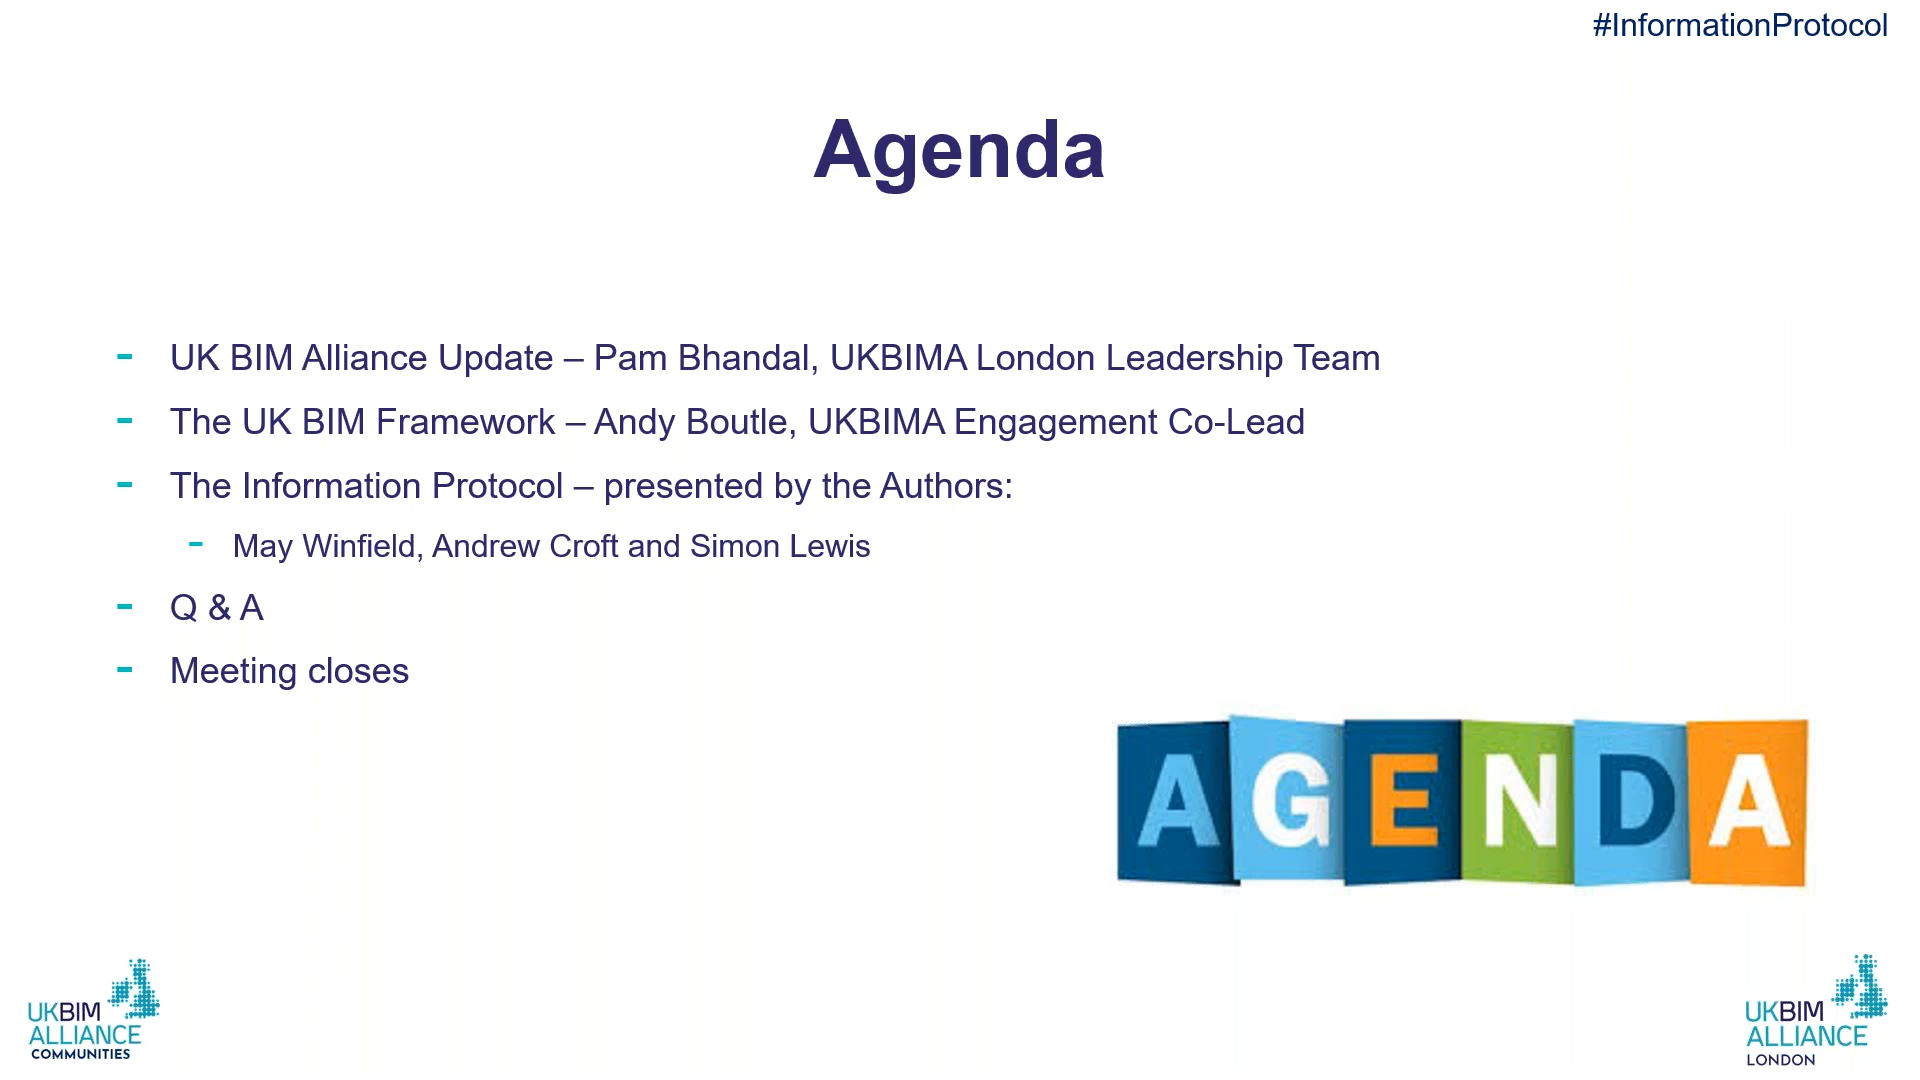 #InformationProtocol
Agenda
- UK BIM Alliance Update – Pam Bhandal, UKBIMA London Leadership Team
- The UK BIM Framework – Andy Boutle, UKBIMA Engagement Co-Lead
- The Information Protocol – presented by the Authors:
- May Winfield, Andrew Croft and Simon Lewis
- Q & A
- Meeting closes
AGENDA
UKBIM
ALLIANCE
COMMUNITIES
UKBIM
ALLIANCE
LONDON